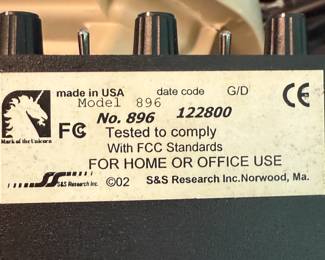 made in USA date code G/D
Model 896
No. 896 122800
Mark of the Unicorn
FC Tested to comply
With FCC Standards
CE
FOR HOME OR OFFICE USE
S&S Research Inc. ©02 S&S Research Inc.Norwood, Ma.